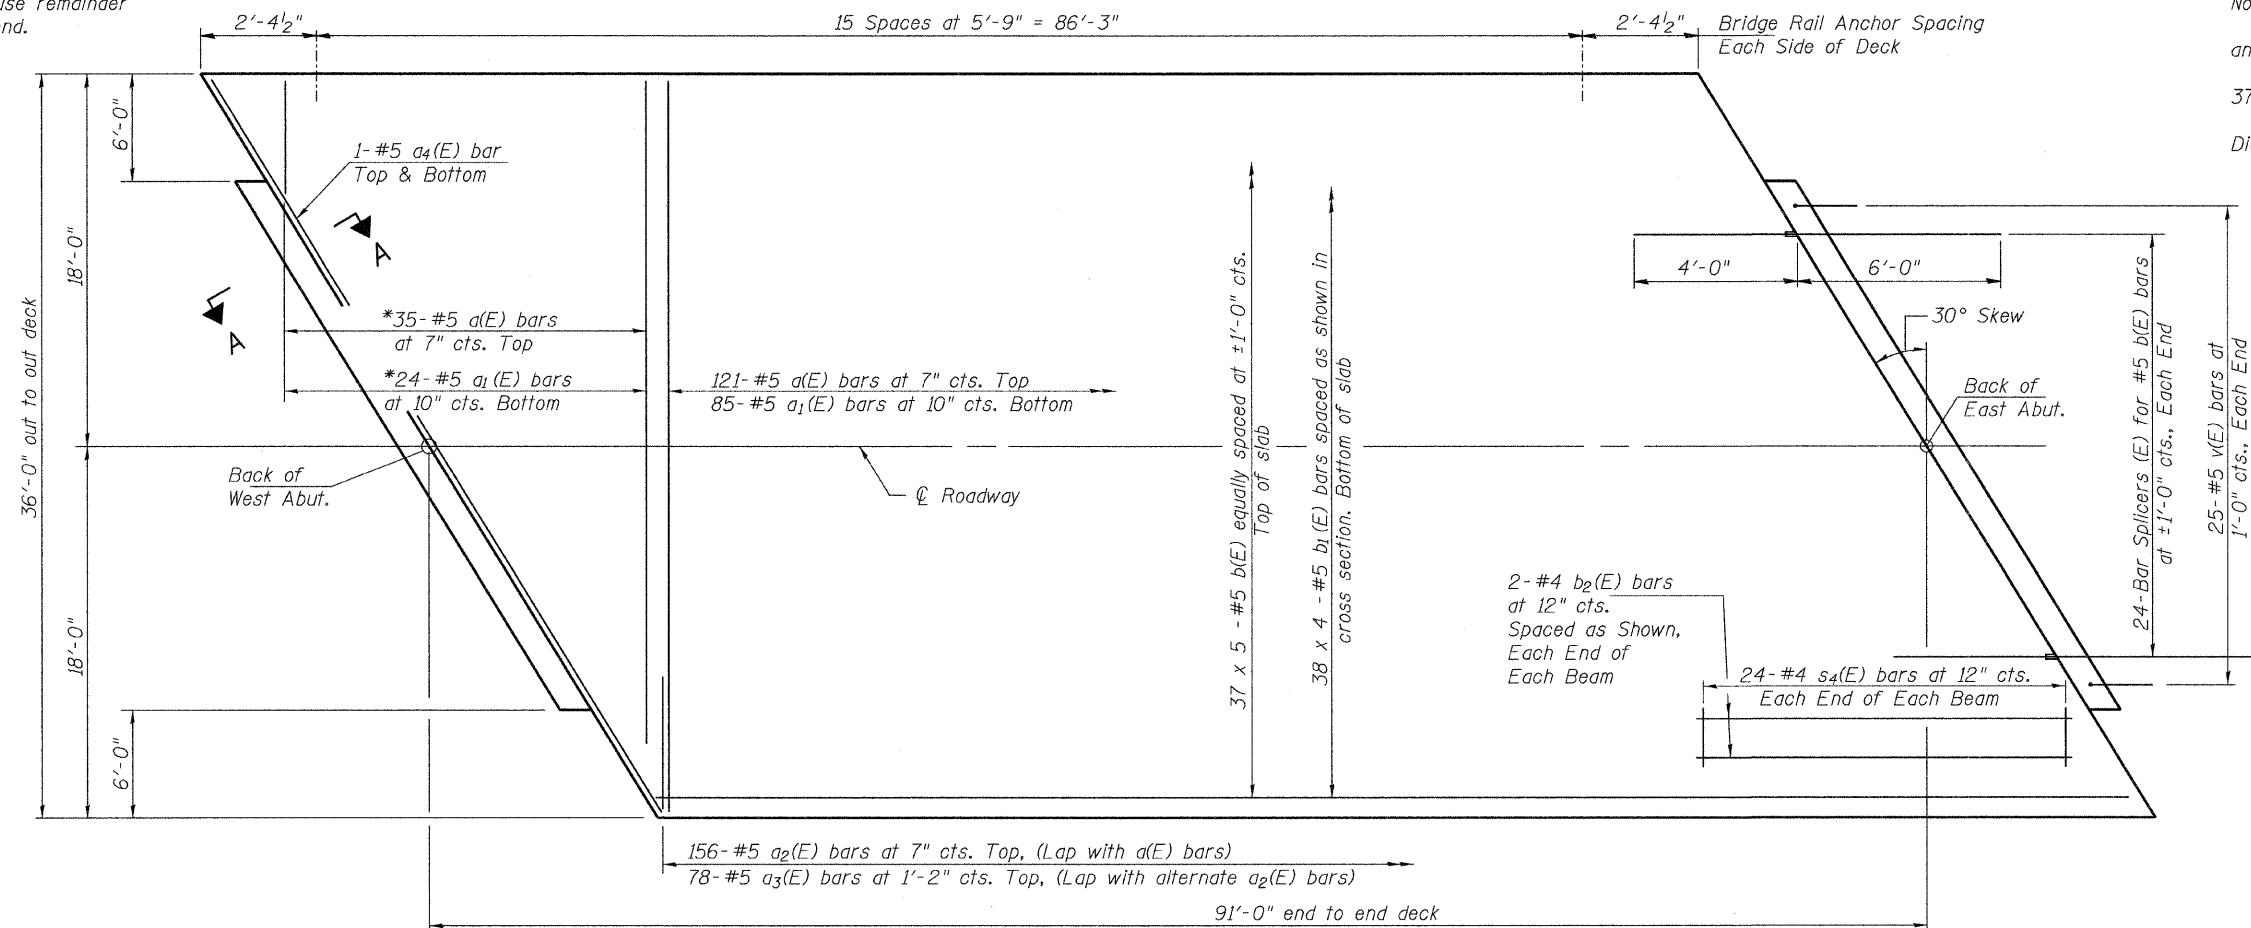 use remainder
end.
2'-4½"
15 Spaces at 5'-9" = 86'-3"
2'-4½"
Bridge Rail Anchor Spacing
Each Side of Deck
No
an
37
6'-0"
1-#5 a4(E) bar
Top & Bottom
A
A
18'-0"
36'-0" out to out deck
*35-#5 a(E) bars
at 7" cts. Top
*24-#5 a1(E) bars
at 10" cts. Bottom
121-#5 a(E) bars at 7" cts. Top
85-#5 a1(E) bars at 10" cts. Bottom
37 x 5 -#5 b(E) equally spaced at ±1'-0" cts.
Top of slab
38 x 4 -#5 b1(E) bars spaced as shown in
cross section. Bottom of slab
4'-0"
6'-0"
30° Skew
24-Bar Splicers (E) for #5 b(E) bars
at ±1'-0" cts., Each End
25-#5 v(E) bars at
1'-0" cts., Each End
Back of
East Abut.
Back of
West Abut.
℄ Roadway
18'-0"
2-#4 b2(E) bars
at 12" cts.
Spaced as Shown,
Each End of
Each Beam
24-#4 s4(E) bars at 12" cts.
Each End of Each Beam
6'-0"
156-#5 a2(E) bars at 7" cts. Top, (Lap with a(E) bars)
78-#5 a3(E) bars at 1'-2" cts. Top, (Lap with alternate a2(E) bars)
91'-0" end to end deck